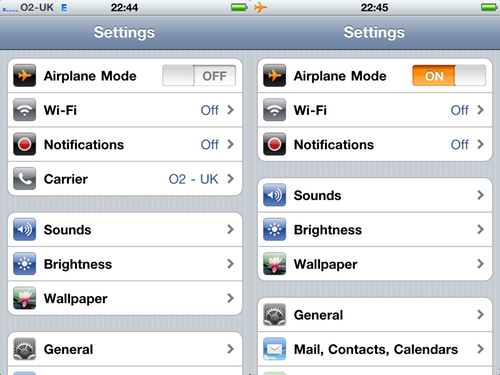 O2-UK E 22:44
Settings
Airplane Mode OFF
Wi-Fi Off
Notifications Off
Carrier O2 - UK
Sounds
Brightness
Wallpaper
General
22:45
Settings
Airplane Mode ON
Wi-Fi Off
Notifications Off
Sounds
Brightness
Wallpaper
General
Mail, Contacts, Calendars